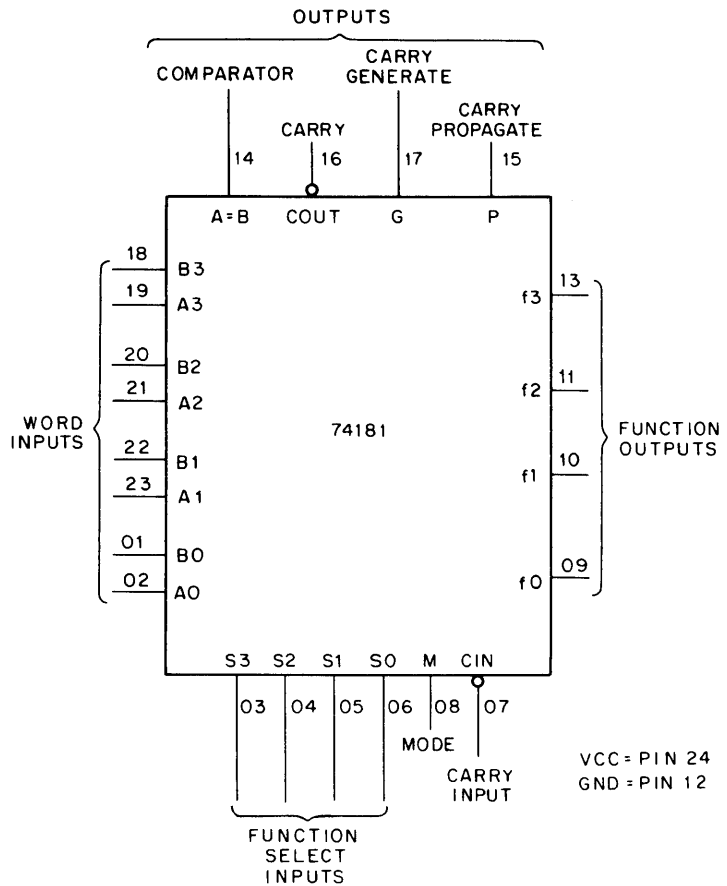 OUTPUTS
COMPARATOR
CARRY
GENERATE
CARRY
CARRY
PROPAGATE
14
16
17
15
A=B
COUT
G
P
18
B3
19
A3
20
B2
21
A2
22
B1
23
A1
01
B0
02
A0
WORD
INPUTS
74181
f3
13
f2
11
f1
10
f0
09
FUNCTION
OUTPUTS
S3
S2
S1
S0
M
CIN
03
04
05
06
08
07
MODE
CARRY
INPUT
FUNCTION
SELECT
INPUTS
VCC=PIN 24
GND=PIN 12